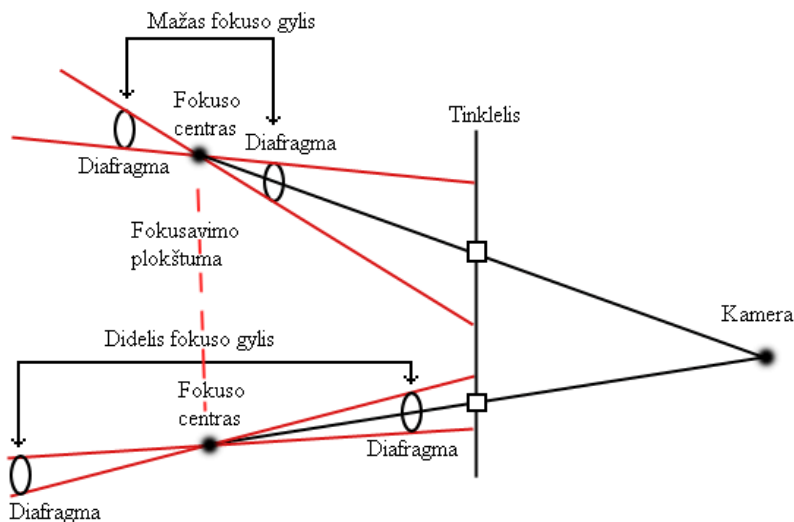 Mažas fokuso gylis
Fokuso
centras
Tinklelis
Diafragma
Diafragma
Fokusavimo
plokštuma
Kamera
Didelis fokuso gylis
Fokuso
centras
Diafragma
Diafragma